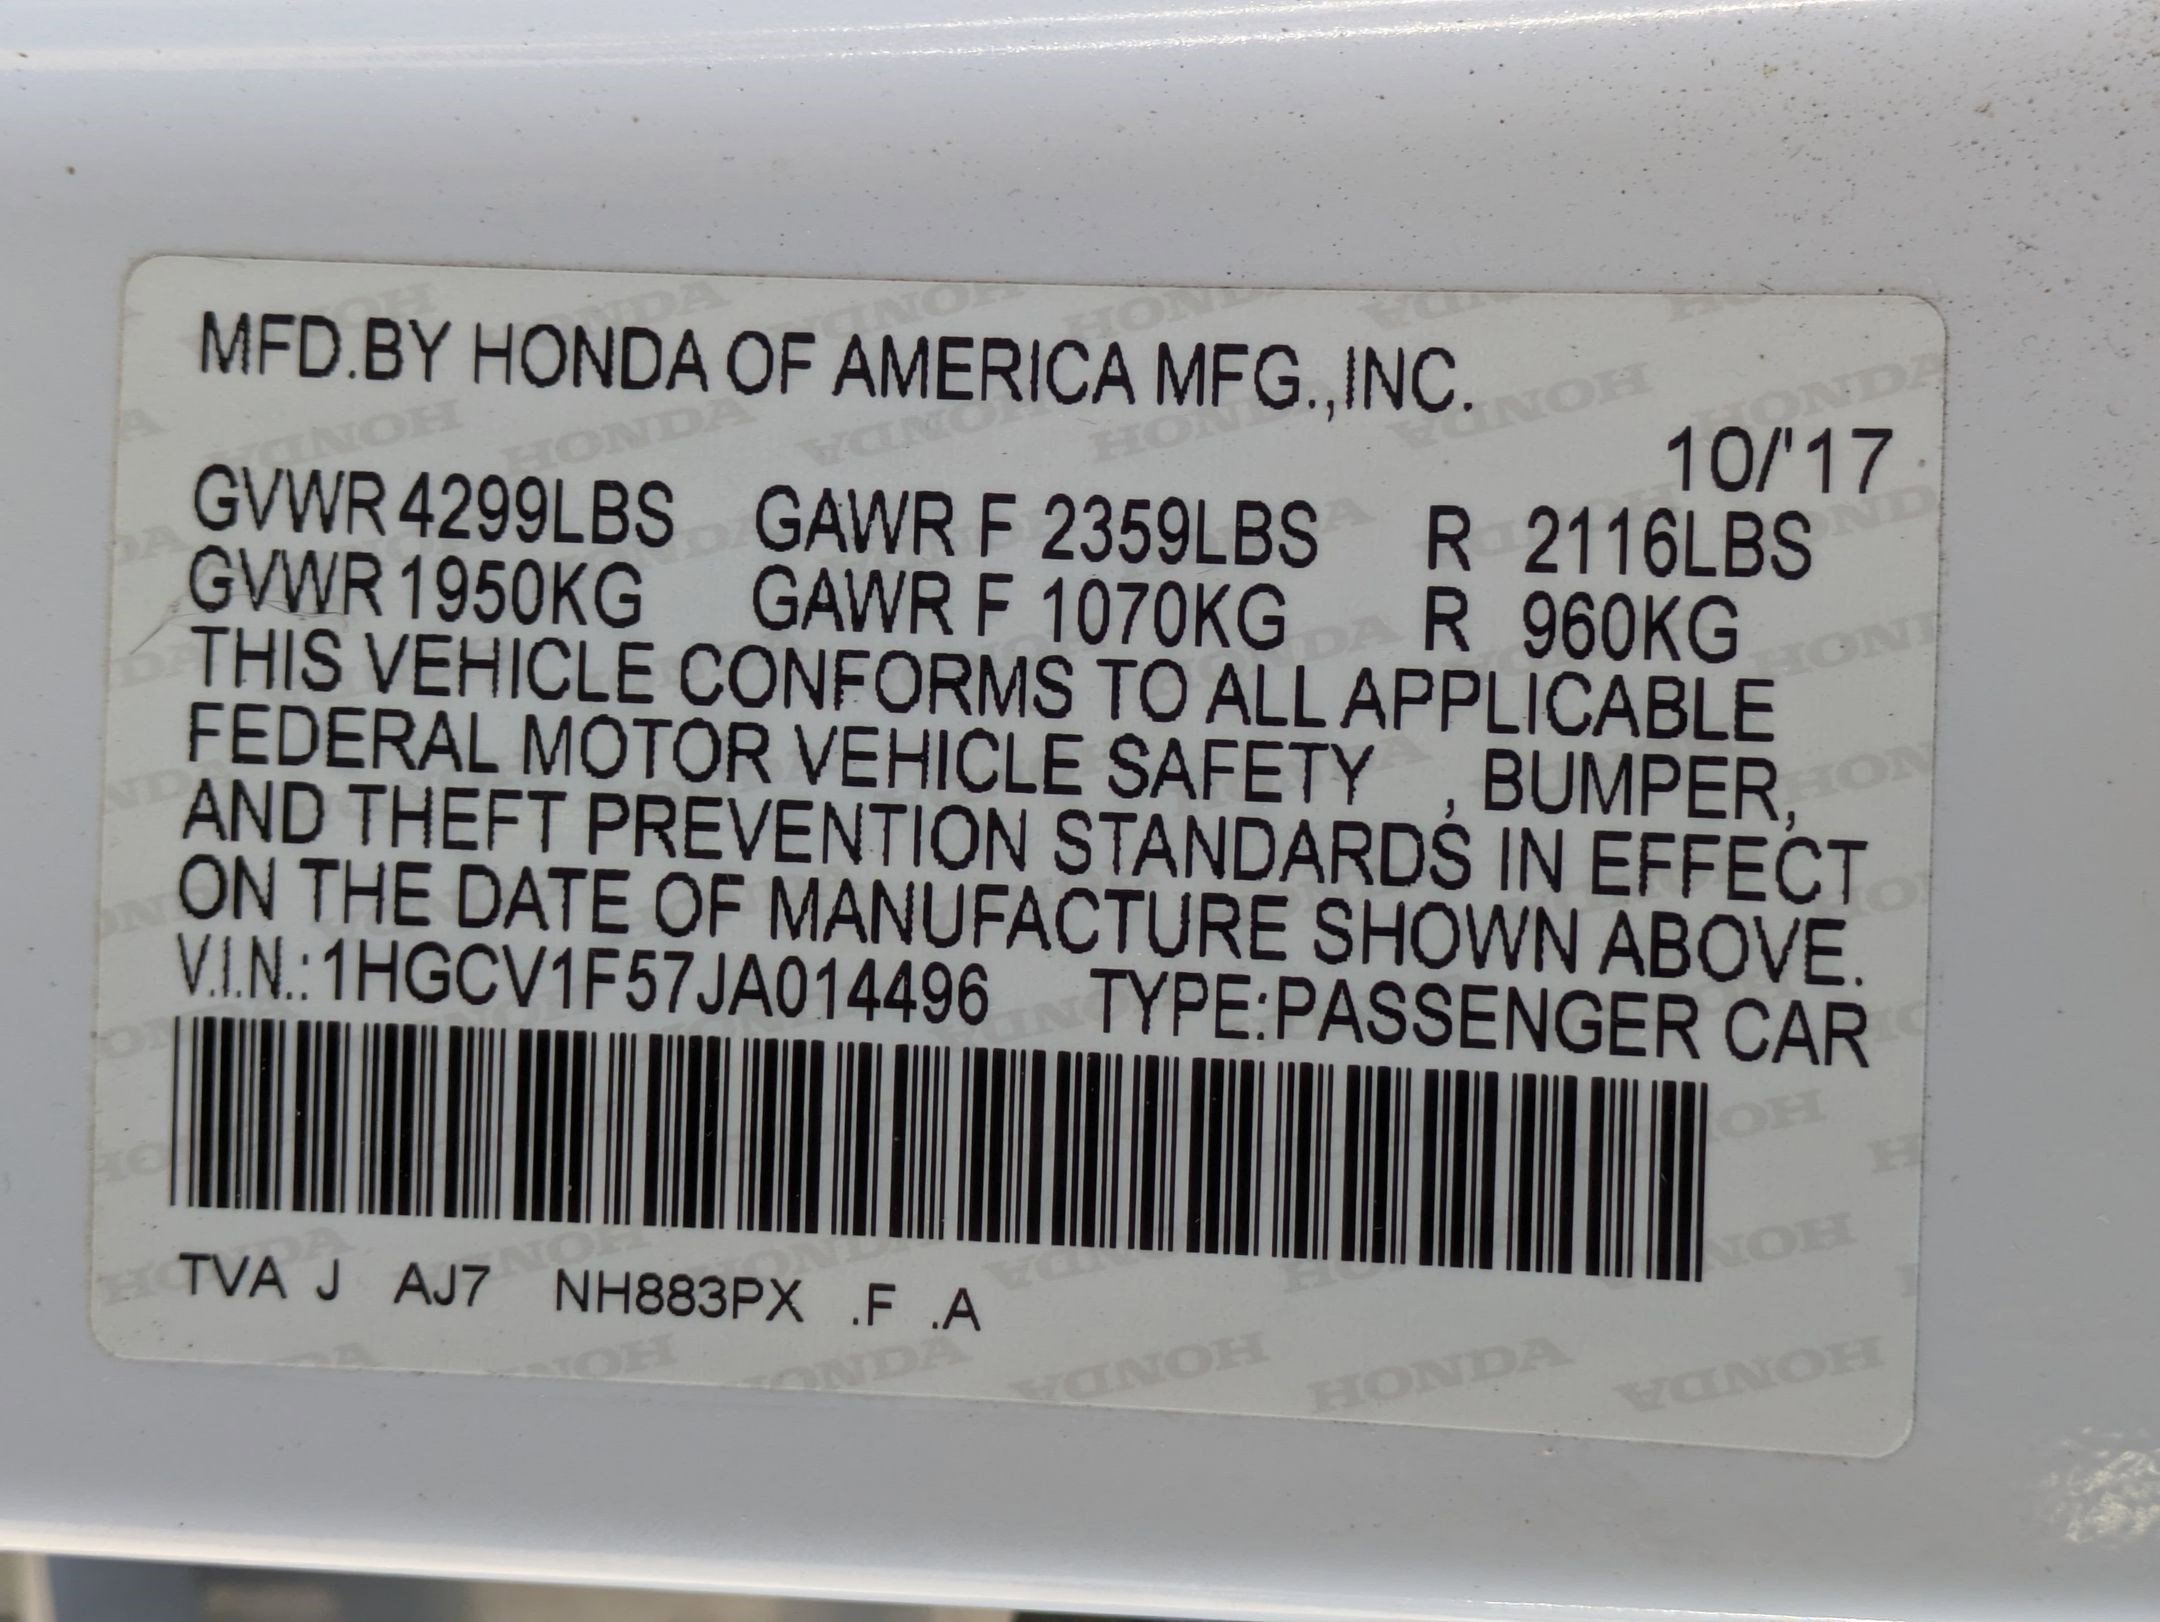 MFD.BY HONDA OF AMERICA MFG.,INC.
10/'17
GVWR 4299LBS GAWR F 2359LBS R 2116LBS
GVWR 1950KG GAWR F 1070KG R 960KG
THIS VEHICLE CONFORMS TO ALL APPLICABLE
FEDERAL MOTOR VEHICLE SAFETY , BUMPER,
AND THEFT PREVENTION STANDARDS IN EFFECT
ON THE DATE OF MANUFACTURE SHOWN ABOVE.
V.I.N.:1HGCV1F57JA014496 TYPE:PASSENGER CAR
TVA J AJ7 NH883PX .F .A